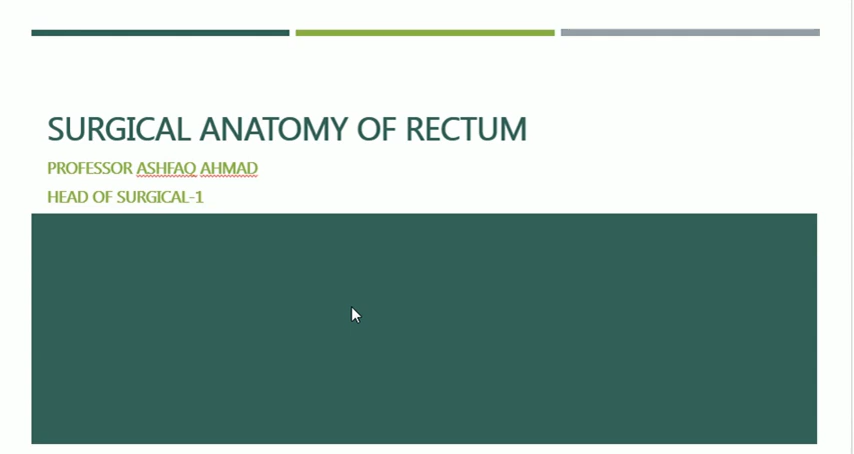 SURGICAL ANATOMY OF RECTUM
PROFESSOR ASHFAQ AHMAD
HEAD OF SURGICAL-1